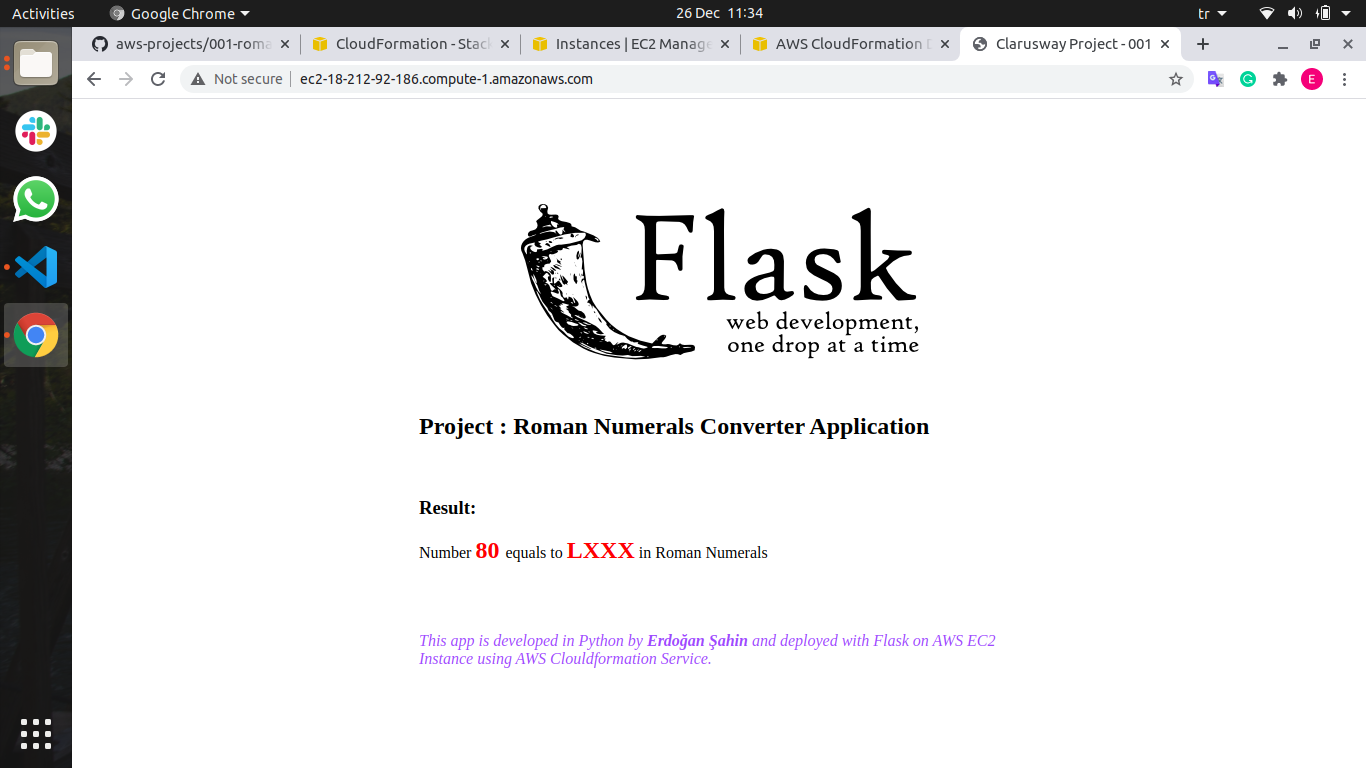 Activities
Google Chrome
26 Dec 11:34
tr
aws-projects/001-roma
CloudFormation - Stack
Instances | EC2 Manage
AWS CloudFormation D
Clarusway Project - 001
Not secure
ec2-18-212-92-186.compute-1.amazonaws.com
E
Flask
web development,
one drop at a time
Project : Roman Numerals Converter Application
Result:
Number 80 equals to LXXX in Roman Numerals
This app is developed in Python by Erdoğan Şahin and deployed with Flask on AWS EC2
Instance using AWS Clouldformation Service.